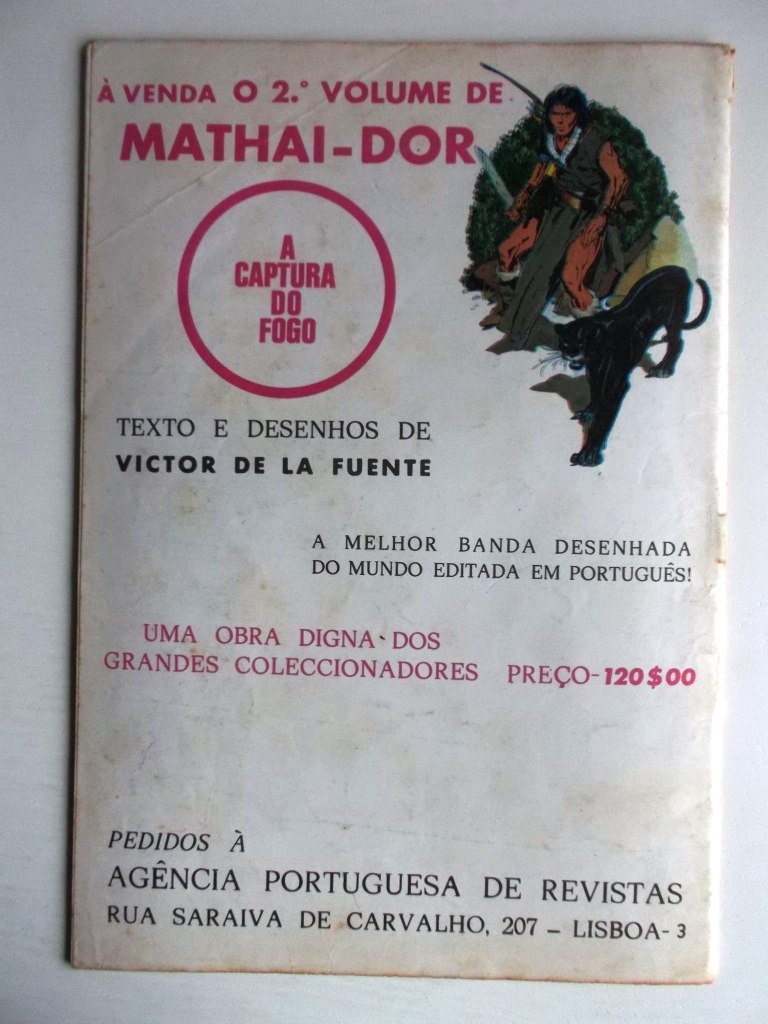 À VENDA O 2.º VOLUME DE
MATHAI-DOR
A
CAPTURA
DO
FOGO
TEXTO E DESENHOS DE
VICTOR DE LA FUENTE
A MELHOR BANDA DESENHADA
DO MUNDO EDITADA EM PORTUGUÊS!
UMA OBRA DIGNA DOS
GRANDES COLECCIONADORES PREÇO-120$00
PEDIDOS À
AGÊNCIA PORTUGUESA DE REVISTAS
RUA SARAIVA DE CARVALHO, 207 – LISBOA-3